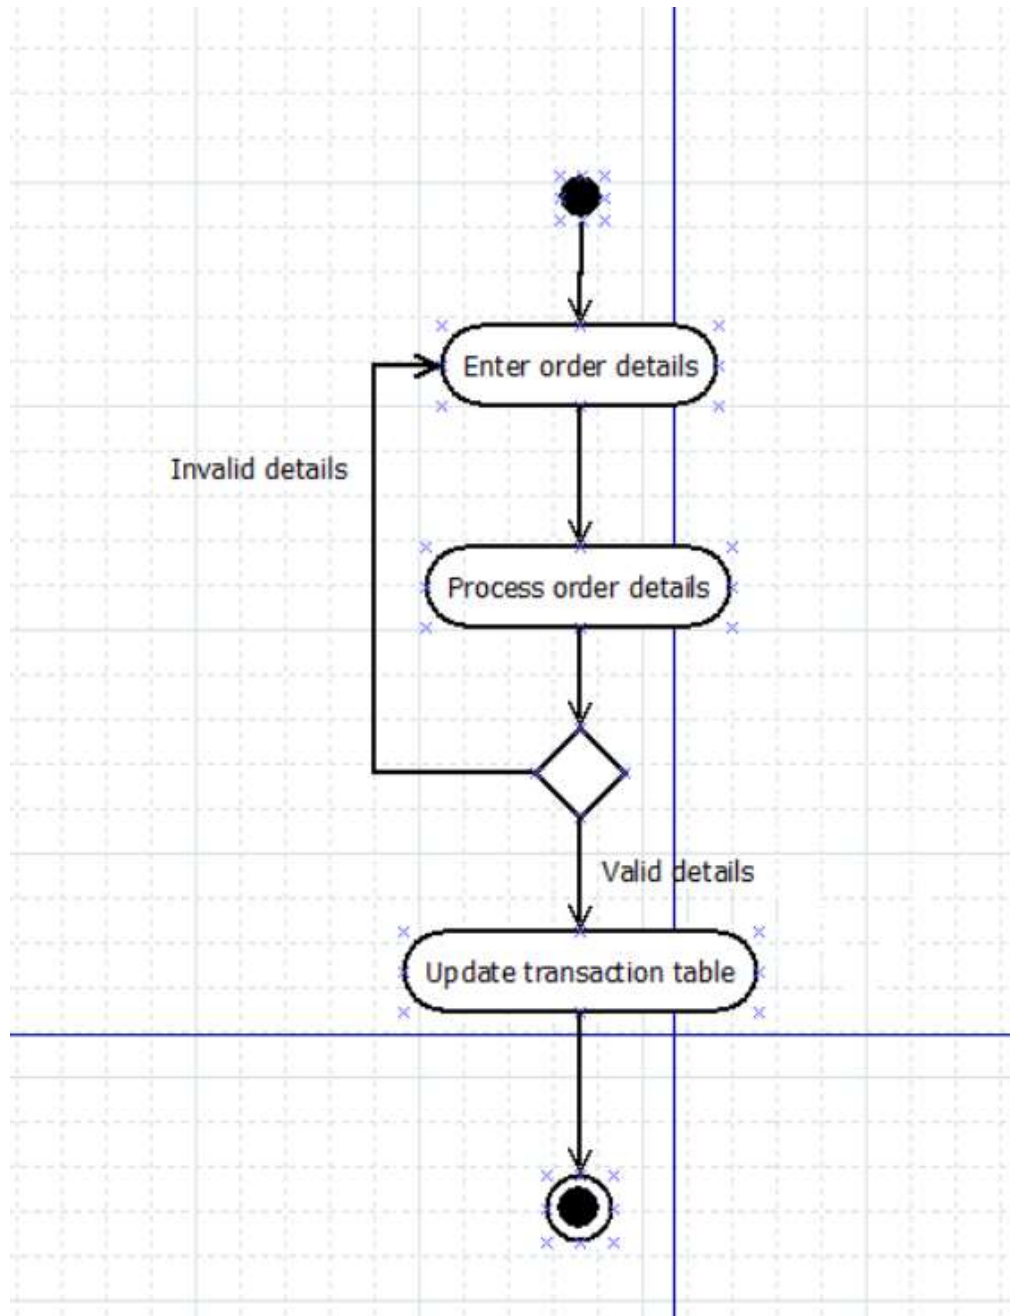 Enter order details
Invalid details
Process order details
Valid details
Update transaction table